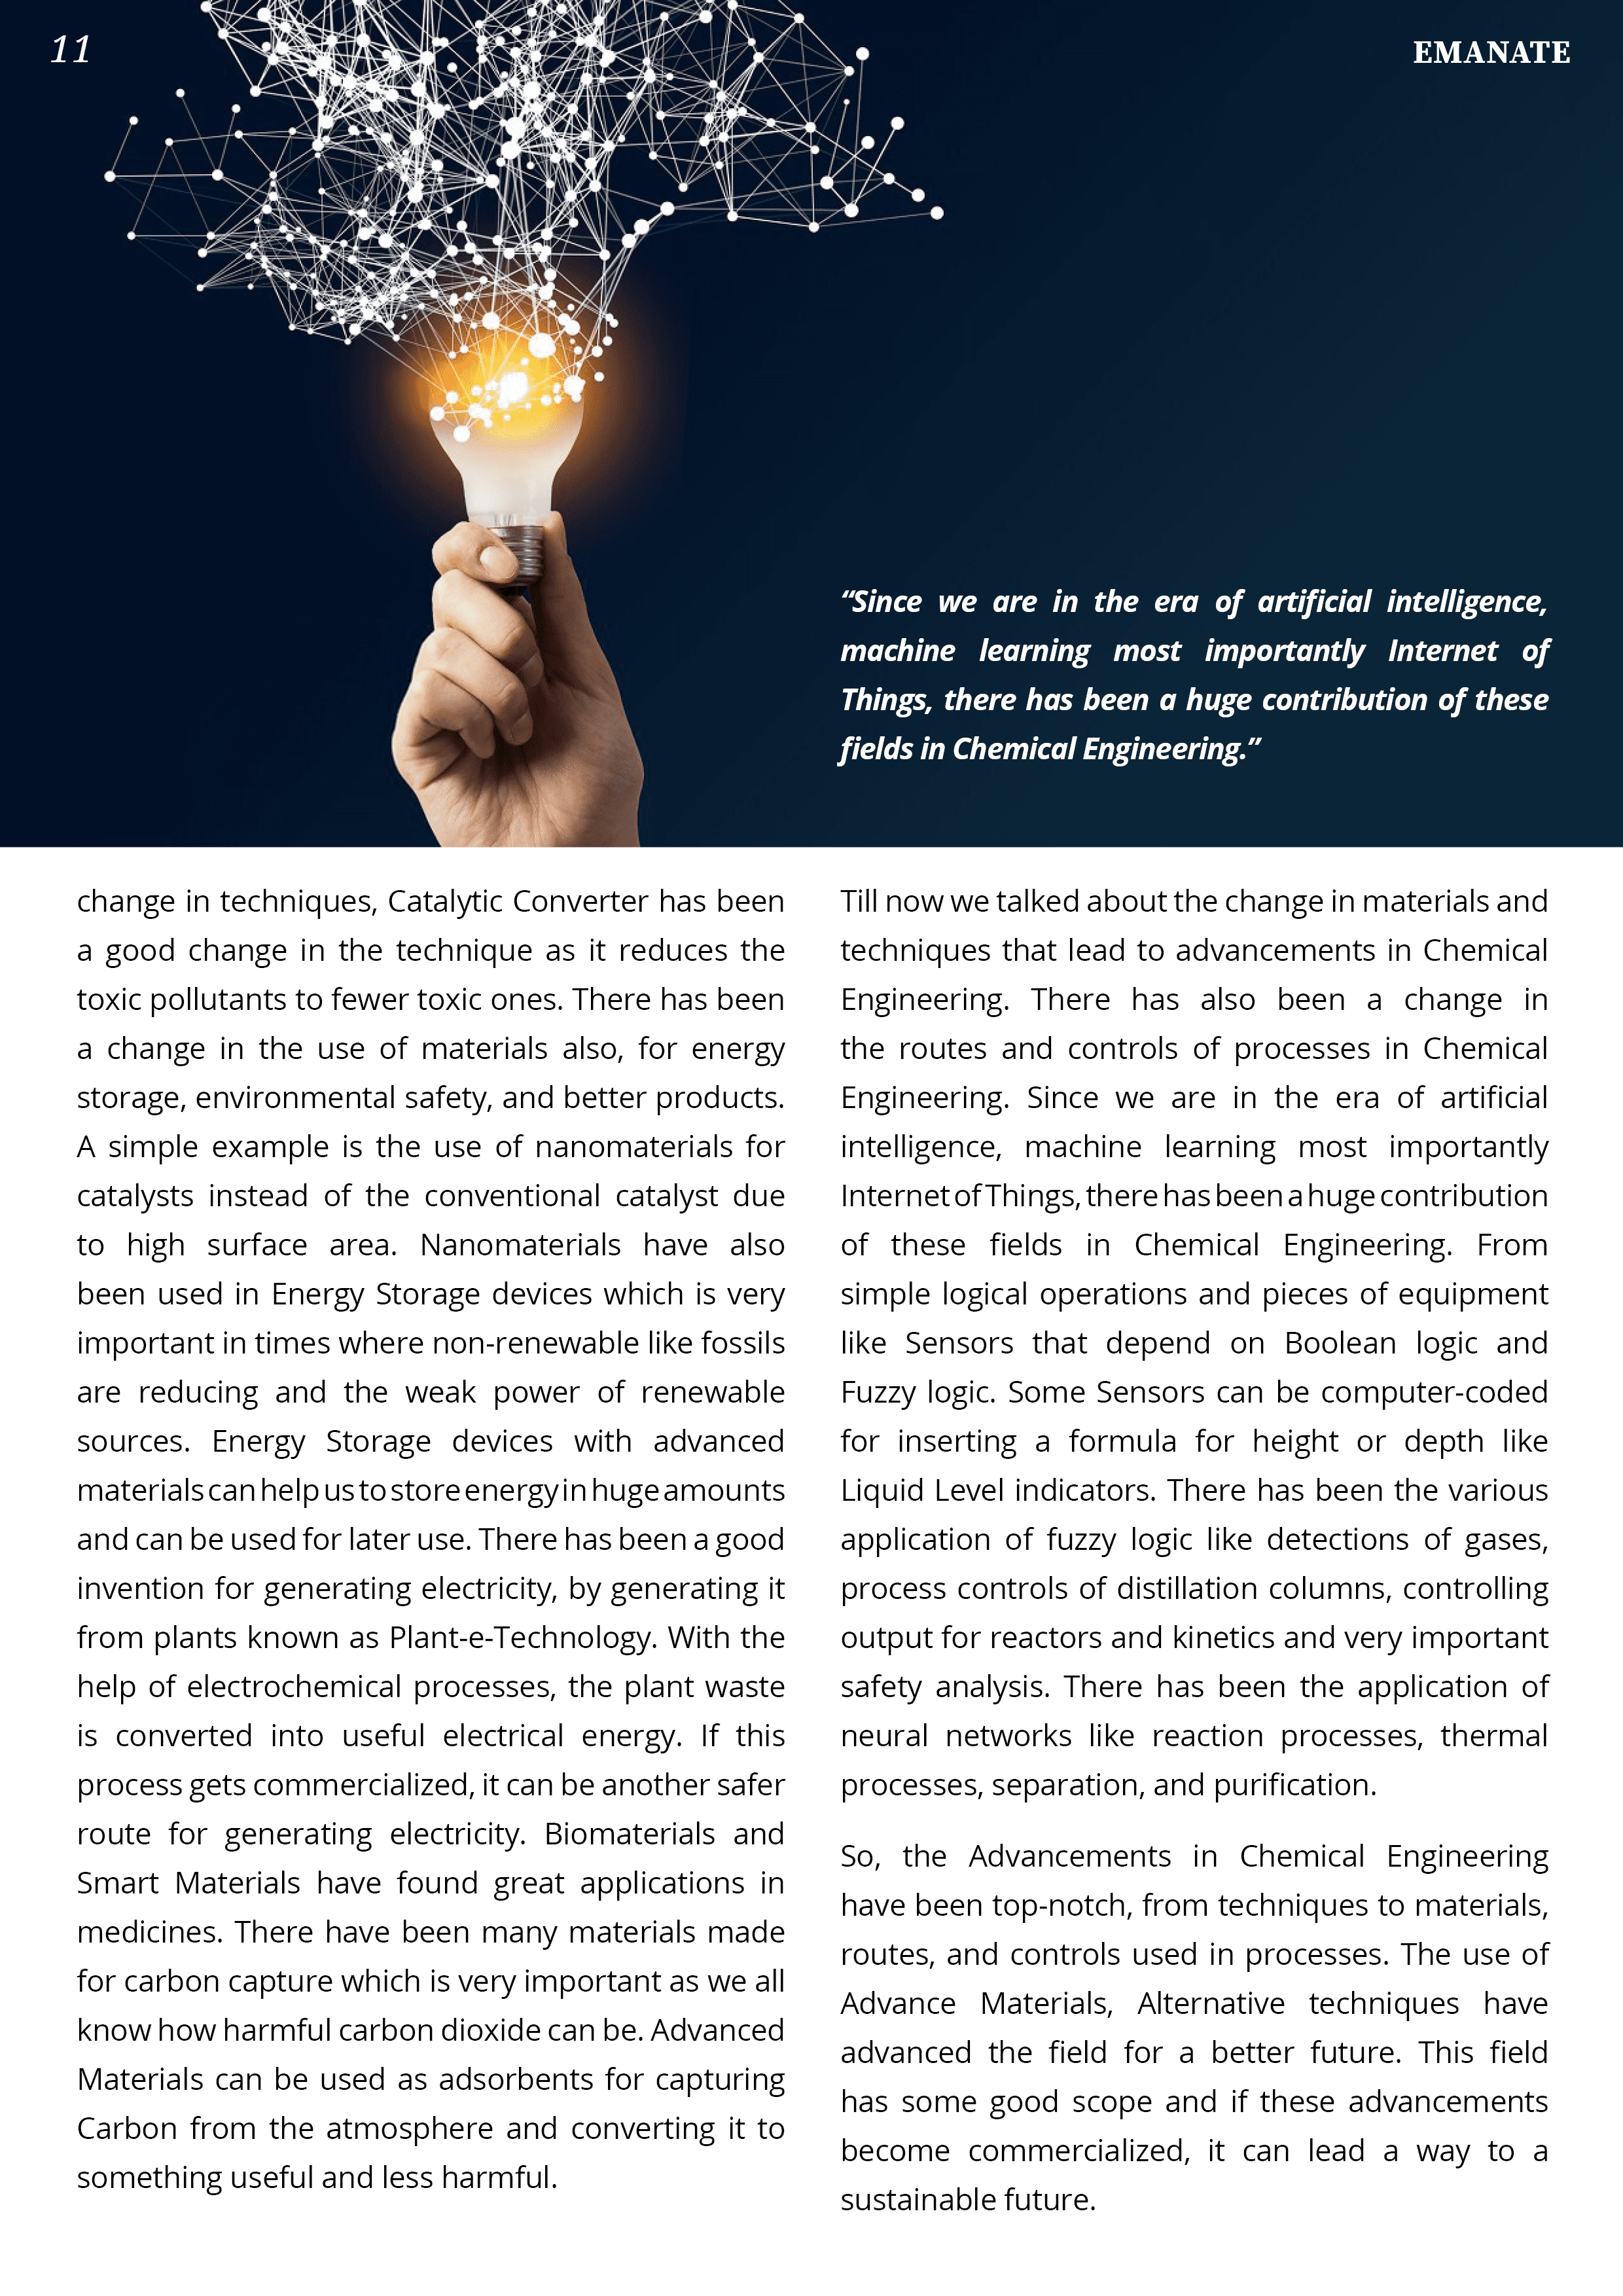 11
EMANATE
“Since we are in the era of artificial intelligence,
machine learning most importantly Internet of
Things, there has been a huge contribution of these
fields in Chemical Engineering.”
change in techniques, Catalytic Converter has been
a good change in the technique as it reduces the
toxic pollutants to fewer toxic ones. There has been
a change in the use of materials also, for energy
storage, environmental safety, and better products.
A simple example is the use of nanomaterials for
catalysts instead of the conventional catalyst due
to high surface area. Nanomaterials have also
been used in Energy Storage devices which is very
important in times where non-renewable like fossils
are reducing and the weak power of renewable
sources. Energy Storage devices with advanced
materials can help us to store energy in huge amounts
and can be used for later use. There has been a good
invention for generating electricity, by generating it
from plants known as Plant-e-Technology. With the
help of electrochemical processes, the plant waste
is converted into useful electrical energy. If this
process gets commercialized, it can be another safer
route for generating electricity. Biomaterials and
Smart Materials have found great applications in
medicines. There have been many materials made
for carbon capture which is very important as we all
know how harmful carbon dioxide can be. Advanced
Materials can be used as adsorbents for capturing
Carbon from the atmosphere and converting it to
something useful and less harmful.
Till now we talked about the change in materials and
techniques that lead to advancements in Chemical
Engineering. There has also been a change in
the routes and controls of processes in Chemical
Engineering. Since we are in the era of artificial
intelligence, machine learning most importantly
Internet of Things, there has been a huge contribution
of these fields in Chemical Engineering. From
simple logical operations and pieces of equipment
like Sensors that depend on Boolean logic and
Fuzzy logic. Some Sensors can be computer-coded
for inserting a formula for height or depth like
Liquid Level indicators. There has been the various
application of fuzzy logic like detections of gases,
process controls of distillation columns, controlling
output for reactors and kinetics and very important
safety analysis. There has been the application of
neural networks like reaction processes, thermal
processes, separation, and purification.
So, the Advancements in Chemical Engineering
have been top-notch, from techniques to materials,
routes, and controls used in processes. The use of
Advance Materials, Alternative techniques have
advanced the field for a better future. This field
has some good scope and if these advancements
become commercialized, it can lead a way to a
sustainable future.